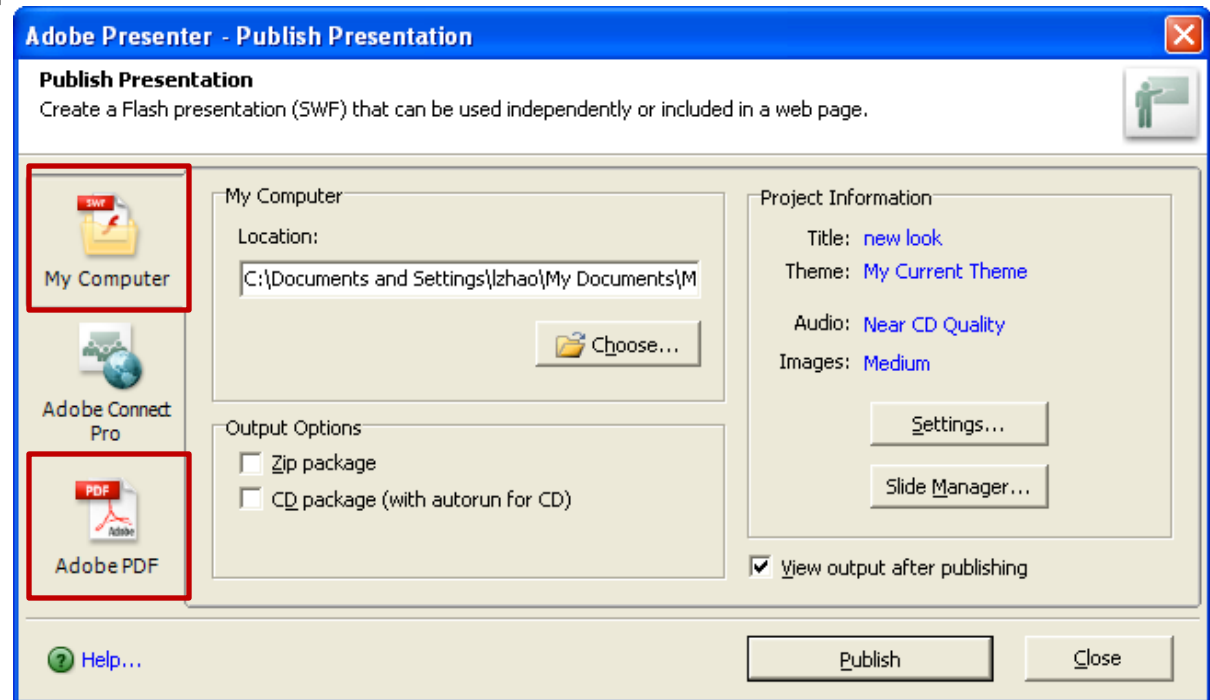 Adobe Presenter - Publish Presentation
Publish Presentation
Create a Flash presentation (SWF) that can be used independently or included in a web page.
SWF
My Computer
Adobe Connect
Pro
PDF
Adobe
Adobe PDF
My Computer
Location:
C:\Documents and Settings\lzhao\My Documents\M
Choose...
Output Options
Zip package
CD package (with autorun for CD)
Project Information
Title: new look
Theme: My Current Theme
Audio: Near CD Quality
Images: Medium
Settings...
Slide Manager...
View output after publishing
? Help...
Publish
Close